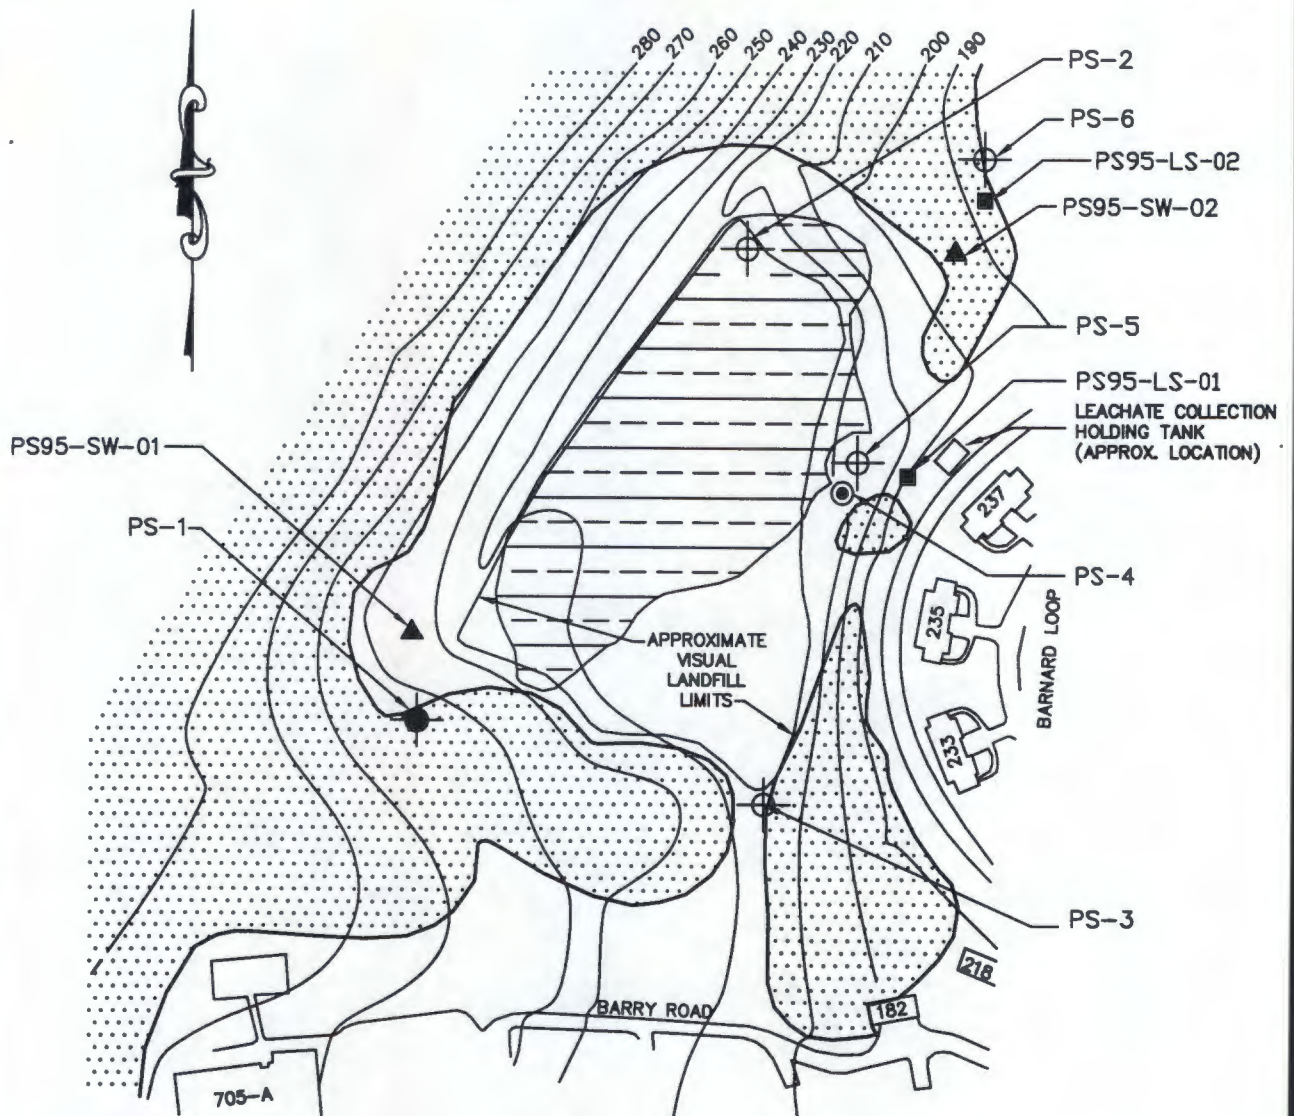 280
270
260
250
240
230
220
210
200
190
PS-2
PS-6
PS95-LS-02
PS95-SW-02
PS-5
PS95-LS-01
LEACHATE COLLECTION
HOLDING TANK
(APPROX. LOCATION)
PS95-SW-01
237
PS-1
PS-4
235
BARNARD LOOP
APPROXIMATE
VISUAL
LANDFILL
LIMITS
233
PS-3
218
BARRY ROAD
182
705-A